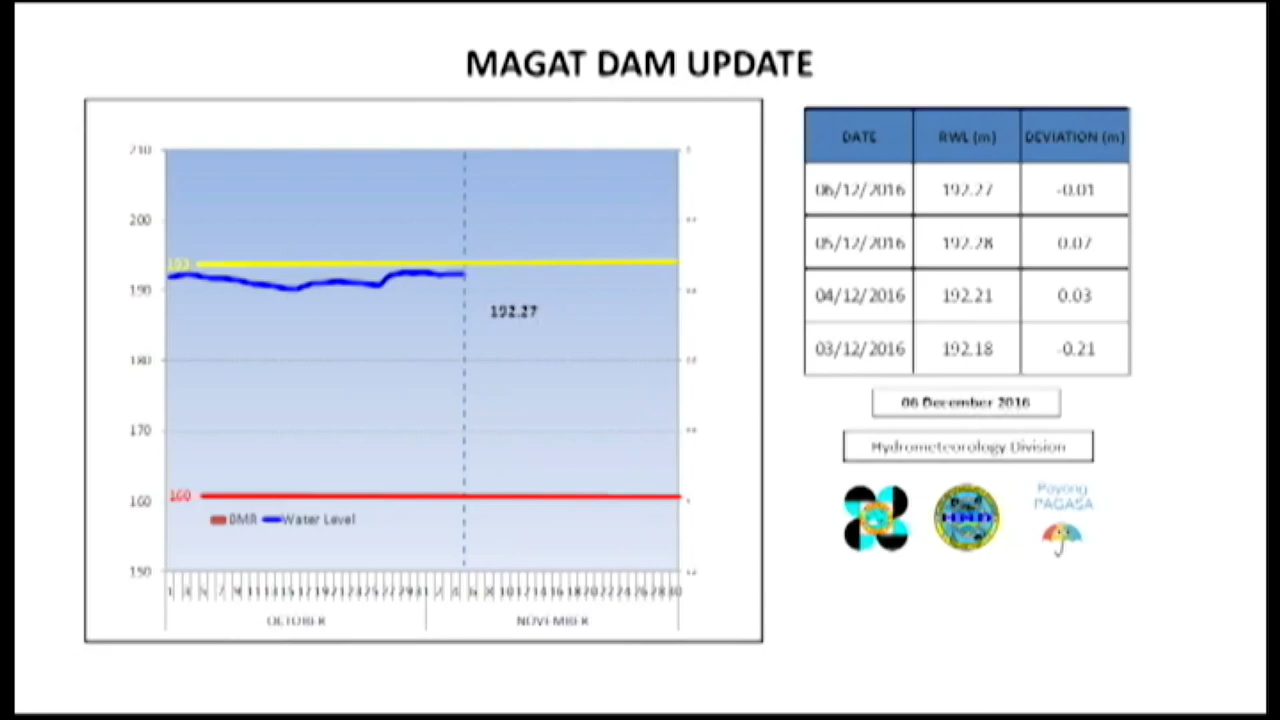 MAGAT DAM UPDATE
210
200
193
190
192.27
180
170
160
160
BMR Water Level
150
OCTOBER NOVEMBER
DATE RWL (m) DEVIATION (m)
06/12/2016 192.27 -0.01
05/12/2016 192.28 0.07
04/12/2016 192.21 0.03
03/12/2016 192.18 -0.21
06 December 2016
Hydrometeorology Division
Payong
PAGASA